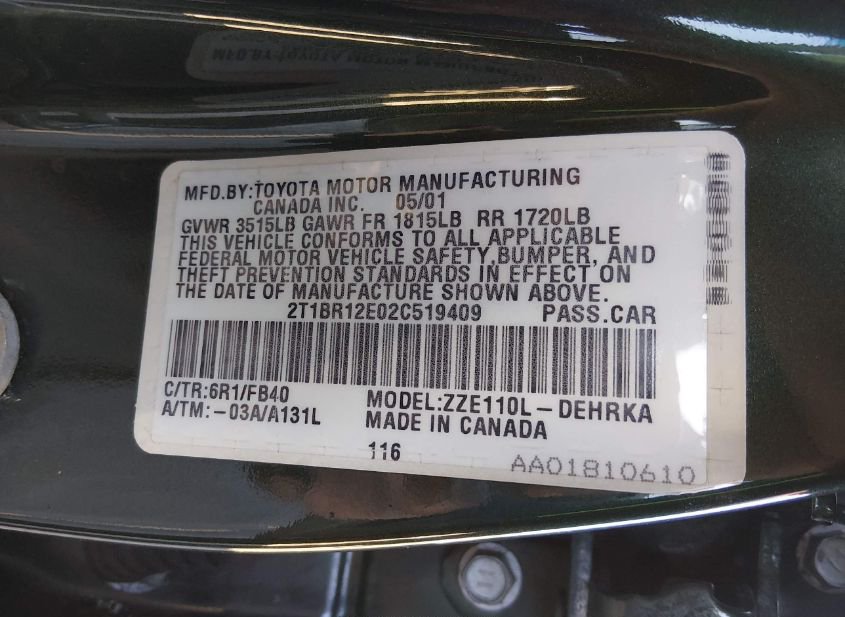 MFD.BY:TOYOTA MOTOR MANUFACTURING
CANADA INC. 05/01
GVWR 3515LB GAWR FR 1815LB RR 1720LB
THIS VEHICLE CONFORMS TO ALL APPLICABLE
FEDERAL MOTOR VEHICLE SAFETY,BUMPER, AND
THEFT PREVENTION STANDARDS IN EFFECT ON
THE DATE OF MANUFACTURE SHOWN ABOVE.
2T1BR12E02C519409 PASS.CAR
C/TR:6R1/FB40 MODEL:ZZE110L-DEHRKA
A/TM:-03A/A131L MADE IN CANADA
116 AA01810610